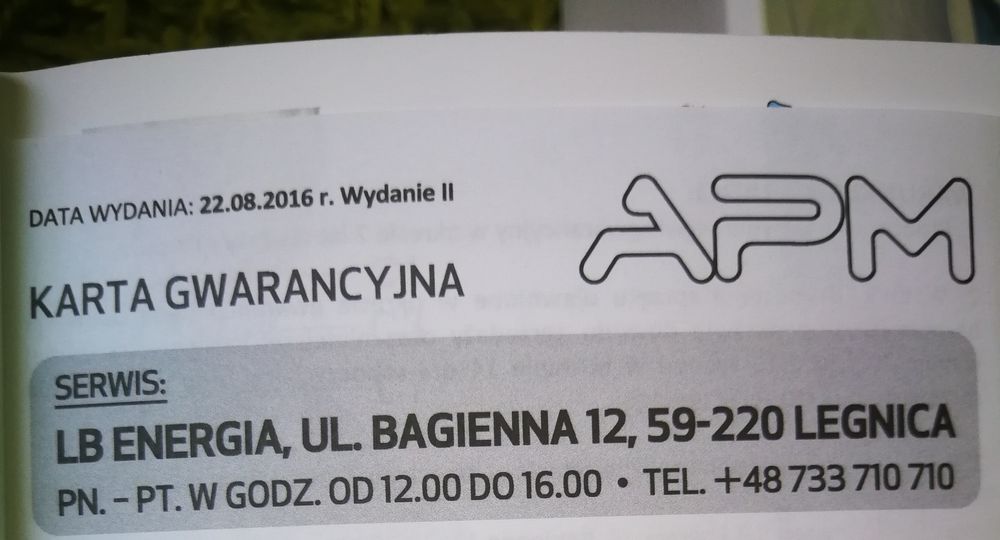 DATA WYDANIA: 22.08.2016 r. Wydanie II
APM
KARTA GWARANCYJNA
SERWIS:
LB ENERGIA, UL. BAGIENNA 12, 59-220 LEGNICA
PN. – PT. W GODZ. OD 12.00 DO 16.00 • TEL. +48 733 710 710